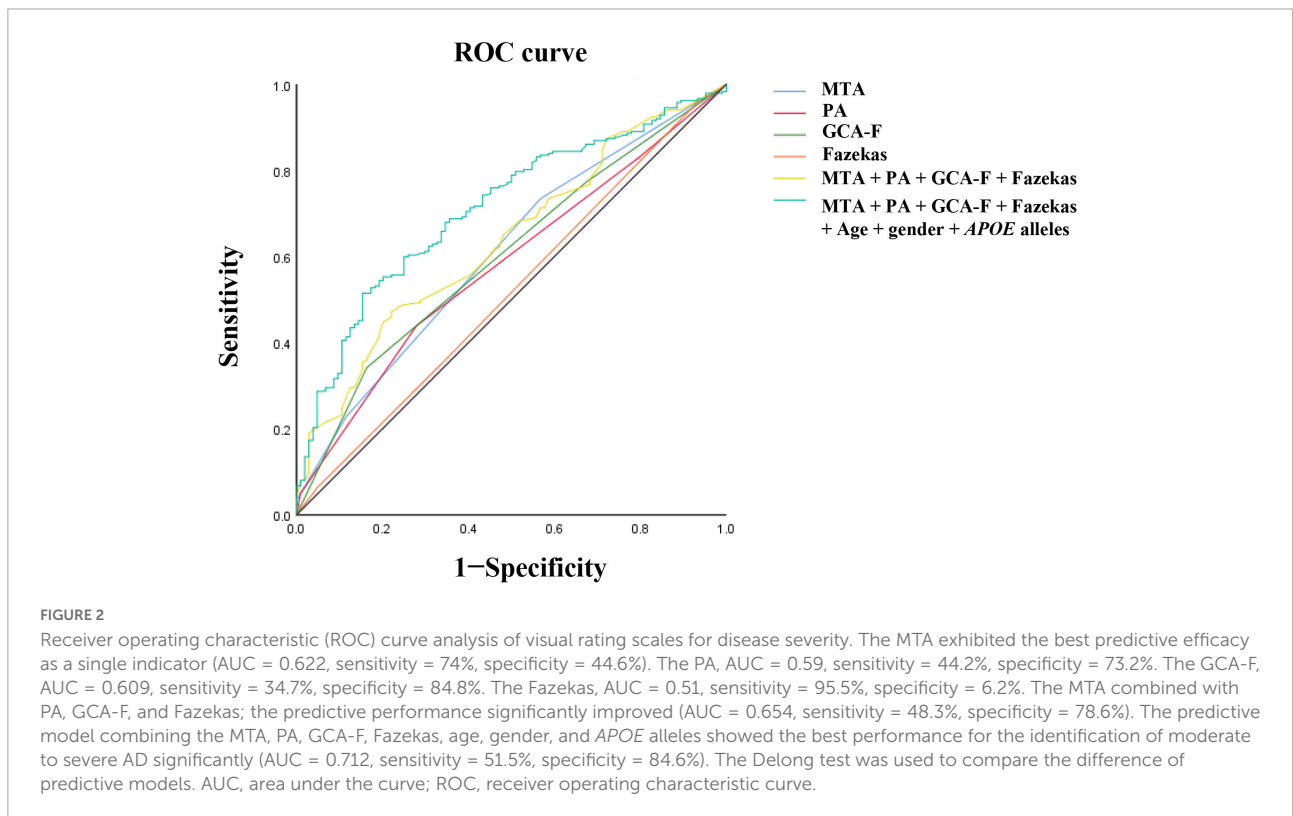 ROC curve
1.0
0.8
0.6
0.4
0.2
0.0
0.0 0.2 0.4 0.6 0.8 1.0
Sensitivity
1−Specificity
MTA
PA
GCA-F
Fazekas
MTA + PA + GCA-F + Fazekas
MTA + PA + GCA-F + Fazekas
+ Age + gender + APOE alleles
FIGURE 2
Receiver operating characteristic (ROC) curve analysis of visual rating scales for disease severity. The MTA exhibited the best predictive efficacy
as a single indicator (AUC = 0.622, sensitivity = 74%, specificity = 44.6%). The PA, AUC = 0.59, sensitivity = 44.2%, specificity = 73.2%. The GCA-F,
AUC = 0.609, sensitivity = 34.7%, specificity = 84.8%. The Fazekas, AUC = 0.51, sensitivity = 95.5%, specificity = 6.2%. The MTA combined with
PA, GCA-F, and Fazekas; the predictive performance significantly improved (AUC = 0.654, sensitivity = 48.3%, specificity = 78.6%). The predictive
model combining the MTA, PA, GCA-F, Fazekas, age, gender, and APOE alleles showed the best performance for the identification of moderate
to severe AD significantly (AUC = 0.712, sensitivity = 51.5%, specificity = 84.6%). The Delong test was used to compare the difference of
predictive models. AUC, area under the curve; ROC, receiver operating characteristic curve.